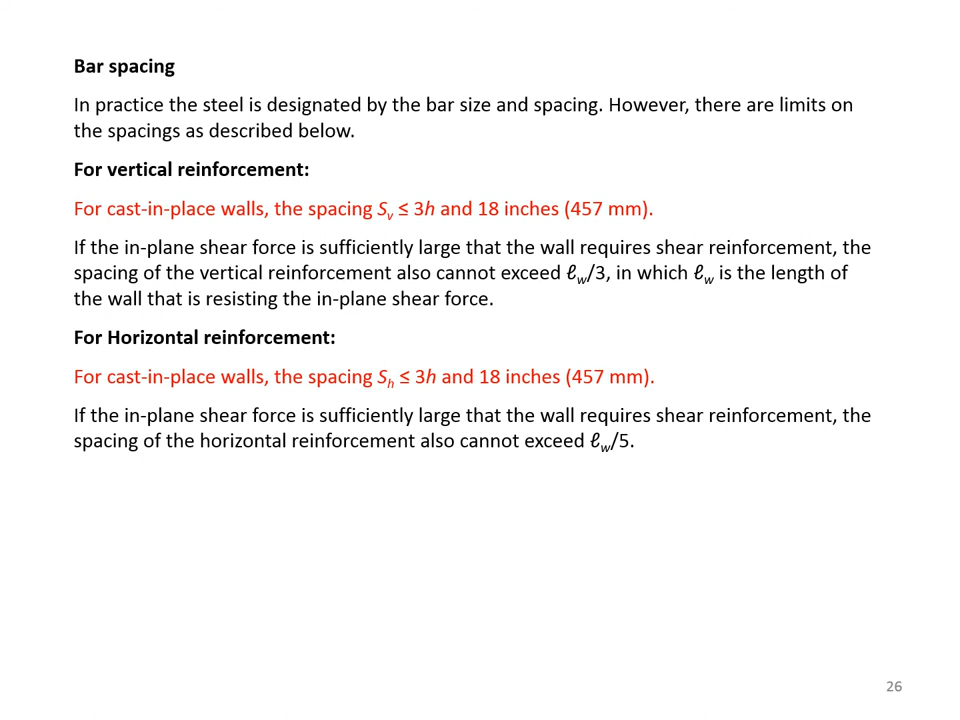 Bar spacing
In practice the steel is designated by the bar size and spacing. However, there are limits on
the spacings as described below.
For vertical reinforcement:
For cast-in-place walls, the spacing Sv ≤ 3h and 18 inches (457 mm).
If the in-plane shear force is sufficiently large that the wall requires shear reinforcement, the
spacing of the vertical reinforcement also cannot exceed ℓw/3, in which ℓw is the length of
the wall that is resisting the in-plane shear force.
For Horizontal reinforcement:
For cast-in-place walls, the spacing Sh ≤ 3h and 18 inches (457 mm).
If the in-plane shear force is sufficiently large that the wall requires shear reinforcement, the
spacing of the horizontal reinforcement also cannot exceed ℓw/5.
26